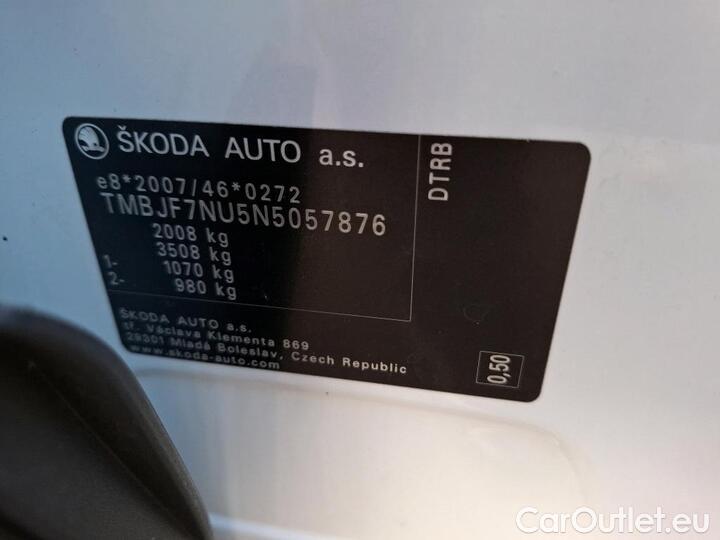 ŠKODA AUTO a.s.
e8*2007/46*0272
TMBJF7NU5N5057876
2008 kg
3508 kg
1- 1070 kg
2- 980 kg
ŠKODA AUTO a.s.
tř. Václava Klementa 869
29301 Mladá Boleslav, Czech Republic
www.skoda-auto.com
DTRB
0,50
CarOutlet.eu